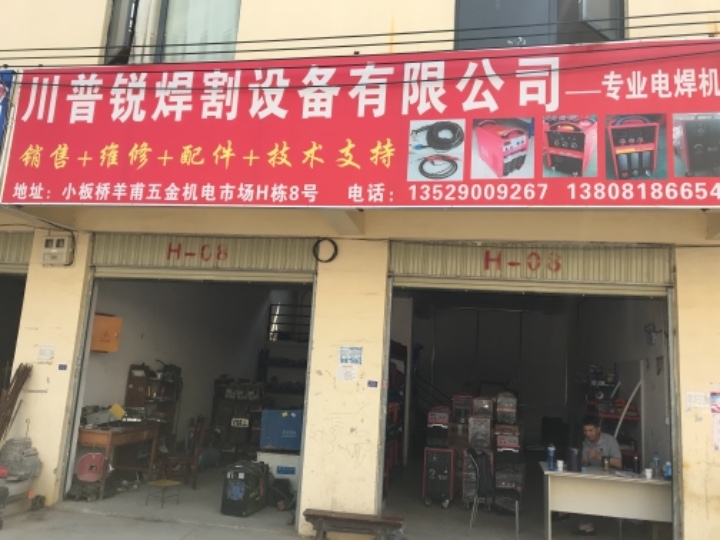 川普锐焊割设备有限公司——专业电焊机
销售+维修+配件+技术支持
地址：小板桥羊甫五金机电市场H栋8号 电话：13529009267 13808186654
H-08
H-08